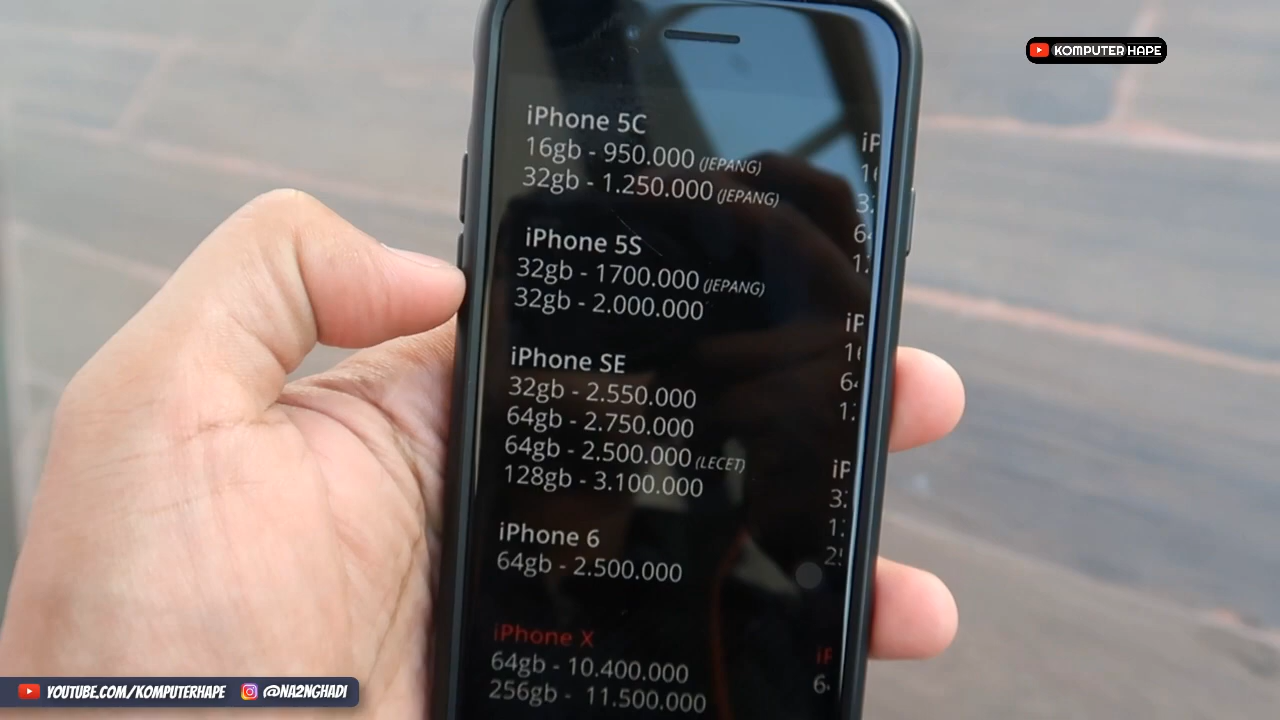 KOMPUTER HAPE
iPhone 5C
16gb - 950.000 (JEPANG)
32gb - 1.250.000 (JEPANG)
iPhone 5S
32gb - 1700.000 (JEPANG)
32gb - 2.000.000
iPhone SE
32gb - 2.550.000
64gb - 2.750.000
64gb - 2.500.000 (LECET)
128gb - 3.100.000
iPhone 6
64gb - 2.500.000
iPhone X
64gb - 10.400.000
256gb - 11.500.000
YOUTUBE.COM/KOMPUTERHAPE @NA2NGHADI